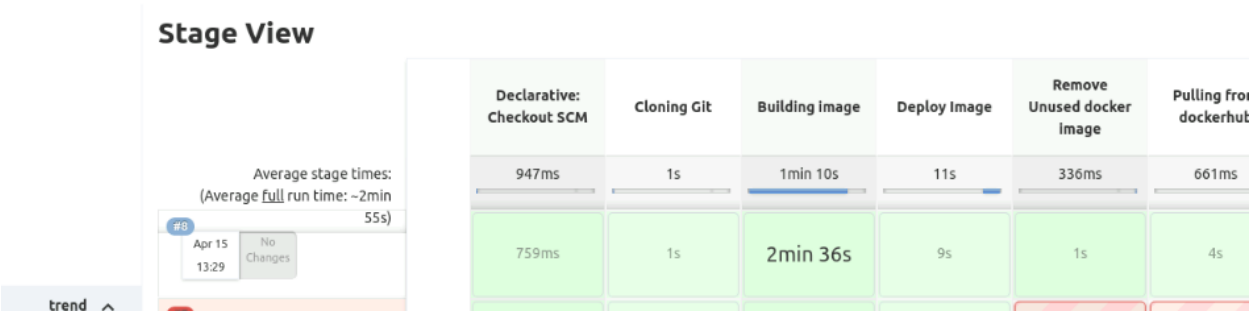 Stage View
Declarative:
Checkout SCM
Cloning Git
Building image
Deploy Image
Remove
Unused docker
image
Pulling from
dockerhub
Average stage times:
(Average full run time: ~2min
55s)
947ms
1s
1min 10s
11s
336ms
661ms
#8
Apr 15
13:29
No
Changes
759ms
1s
2min 36s
9s
1s
4s
trend